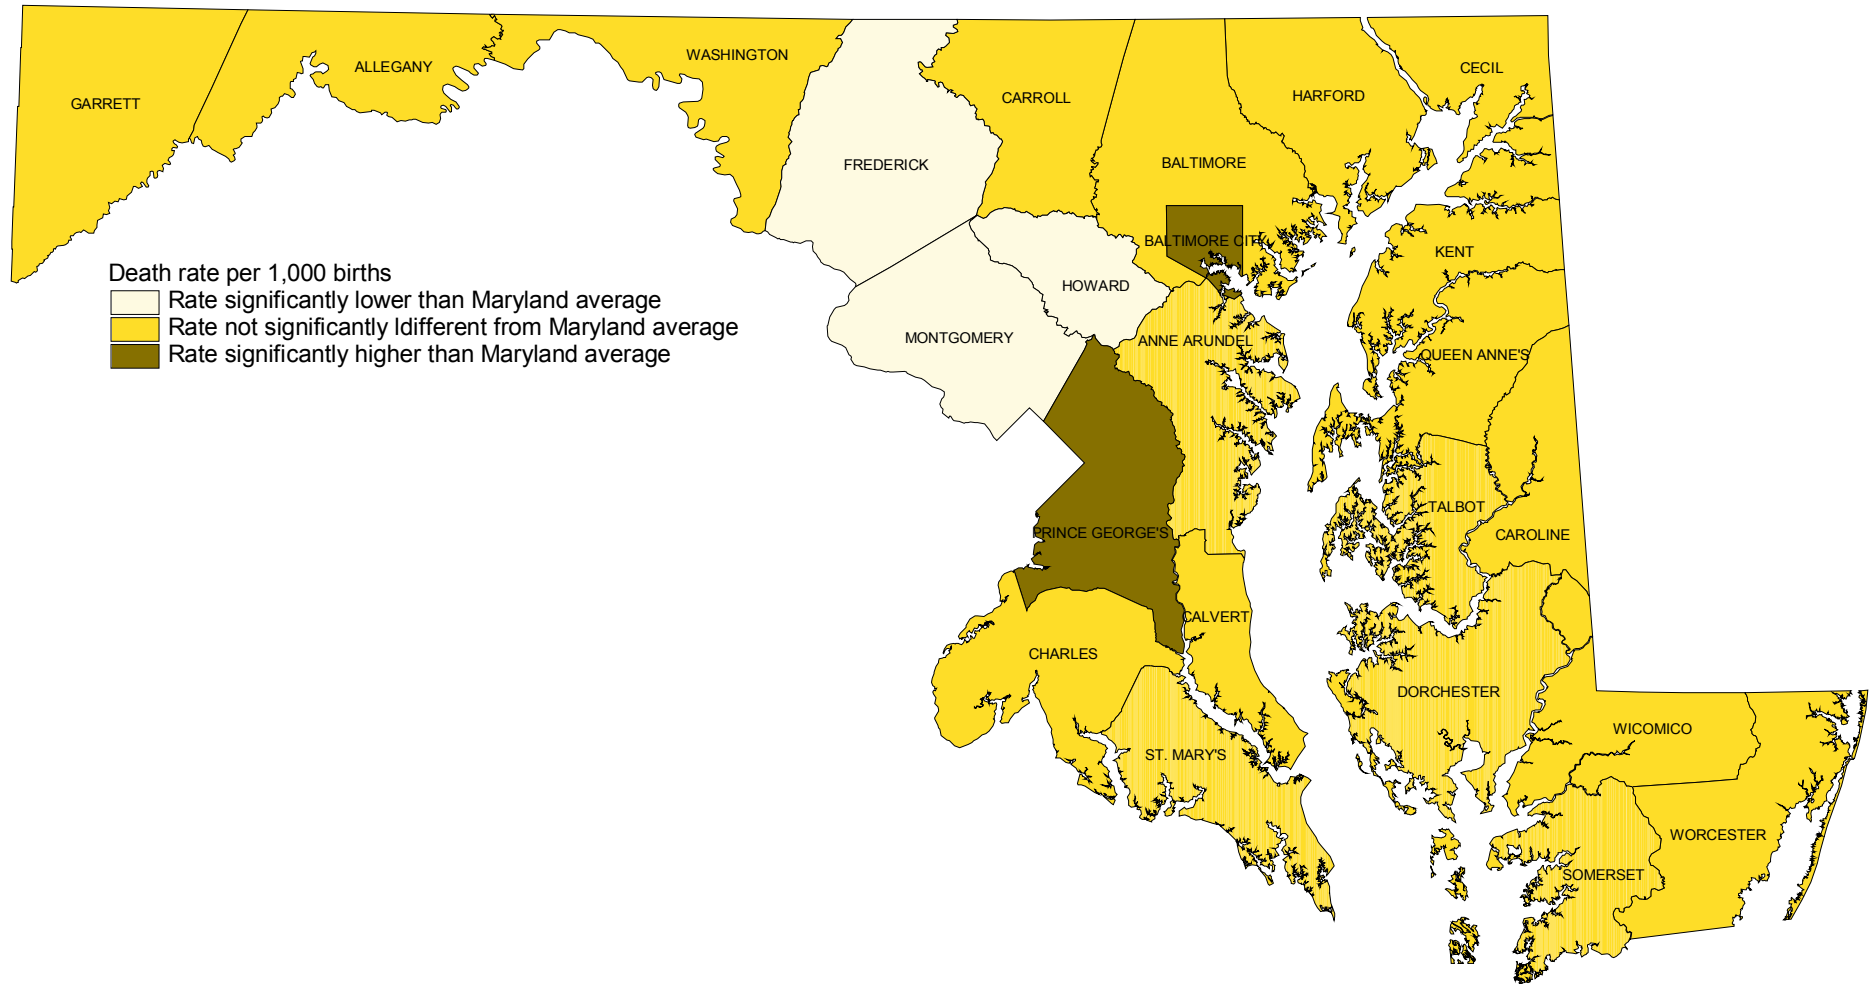 WASHINGTON
ALLEGANY
CECIL
GARRETT
CARROLL
HARFORD
FREDERICK
BALTIMORE
BALTIMORE CITY
KENT
Death rate per 1,000 births
Rate significantly lower than Maryland average
Rate not significantly ldifferent from Maryland average
Rate significantly higher than Maryland average
HOWARD
MONTGOMERY
ANNE ARUNDEL
QUEEN ANNE'S
TALBOT
PRINCE GEORGE'S
CAROLINE
CALVERT
CHARLES
DORCHESTER
WICOMICO
ST. MARY'S
WORCESTER
SOMERSET